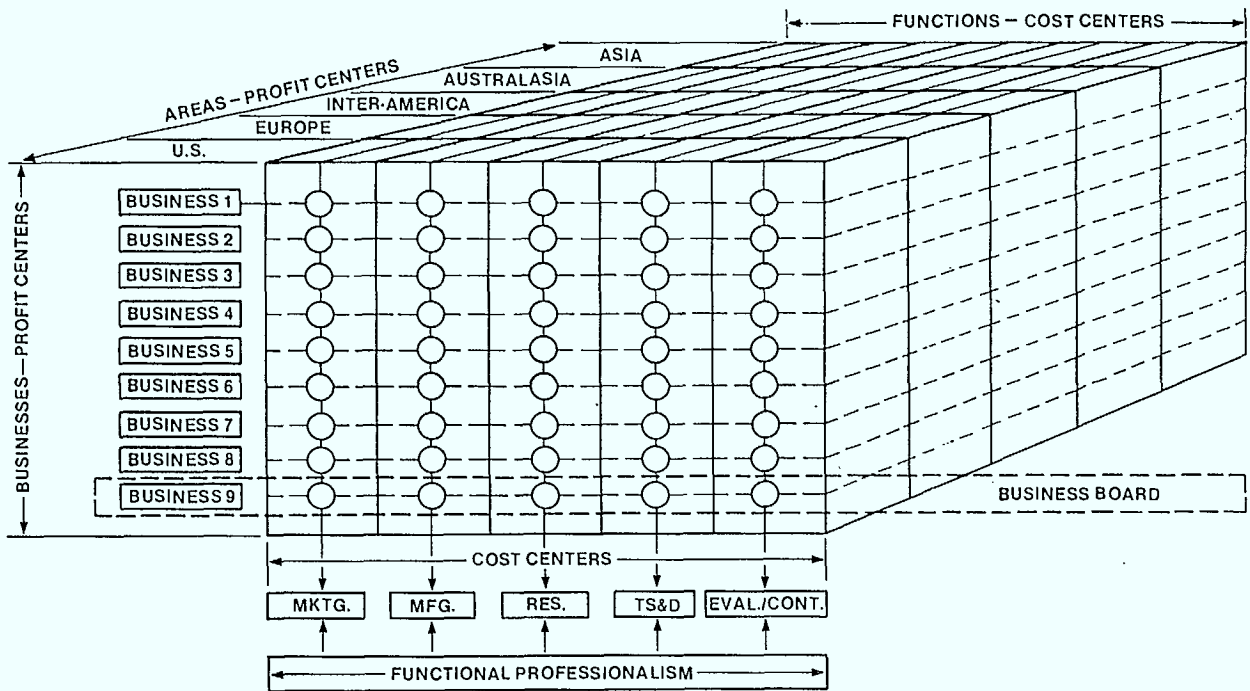 FUNCTIONS – COST CENTERS
AREAS – PROFIT CENTERS
ASIA
AUSTRALASIA
INTER-AMERICA
EUROPE
U.S.
BUSINESSES—PROFIT CENTERS
BUSINESS 1
BUSINESS 2
BUSINESS 3
BUSINESS 4
BUSINESS 5
BUSINESS 6
BUSINESS 7
BUSINESS 8
BUSINESS 9
BUSINESS BOARD
COST CENTERS
MKTG.
MFG.
RES.
TS&D
EVAL./CONT.
FUNCTIONAL PROFESSIONALISM